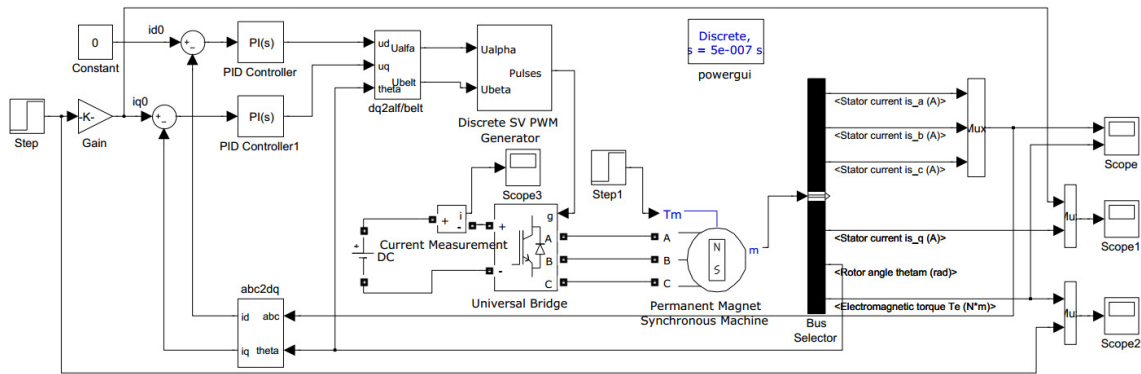 0
Constant
id0
PI(s)
PID Controller
Step
-K-
Gain
iq0
PI(s)
PID Controller1
ud
uq
theta
Ualfa
Ubelt
dq2alf/belt
Ualpha
Ubeta
Pulses
Discrete SV PWM
Generator
Discrete,
s = 5e-007 s
powergui
Scope3
Step1
i
Current Measurement
DC
g
A
B
C
Universal Bridge
Tm
A
B
C
N
S
m
Permanent Magnet
Synchronous Machine
<Stator current is_a (A)>
<Stator current is_b (A)>
<Stator current is_c (A)>
<Stator current is_q (A)>
<Rotor angle thetam (rad)>
<Electromagnetic torque Te (N*m)>
Bus
Selector
Mux
Mux
Mux
Scope
Scope1
Scope2
abc2dq
id
abc
iq
theta